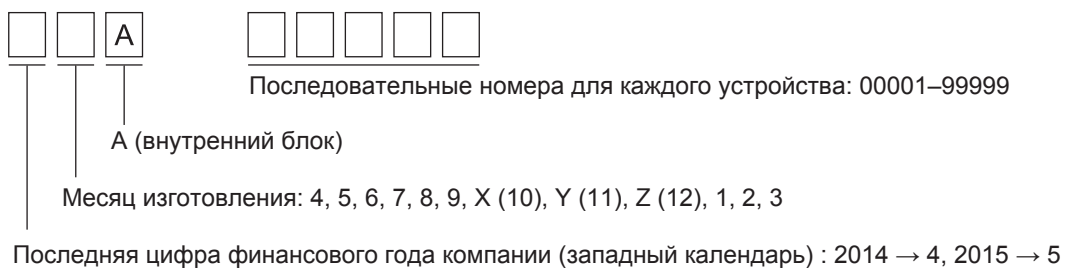 A
Последовательные номера для каждого устройства: 00001–99999
A (внутренний блок)
Месяц изготовления: 4, 5, 6, 7, 8, 9, X (10), Y (11), Z (12), 1, 2, 3
Последняя цифра финансового года компании (западный календарь) : 2014 → 4, 2015 → 5